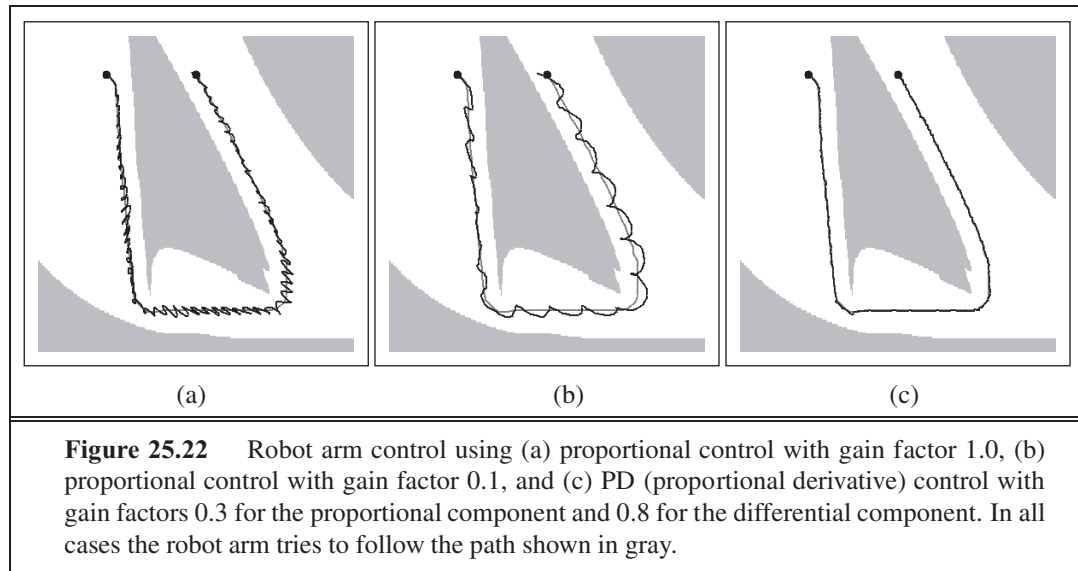 (a)
(b)
(c)
Figure 25.22 Robot arm control using (a) proportional control with gain factor 1.0, (b)
proportional control with gain factor 0.1, and (c) PD (proportional derivative) control with
gain factors 0.3 for the proportional component and 0.8 for the differential component. In all
cases the robot arm tries to follow the path shown in gray.